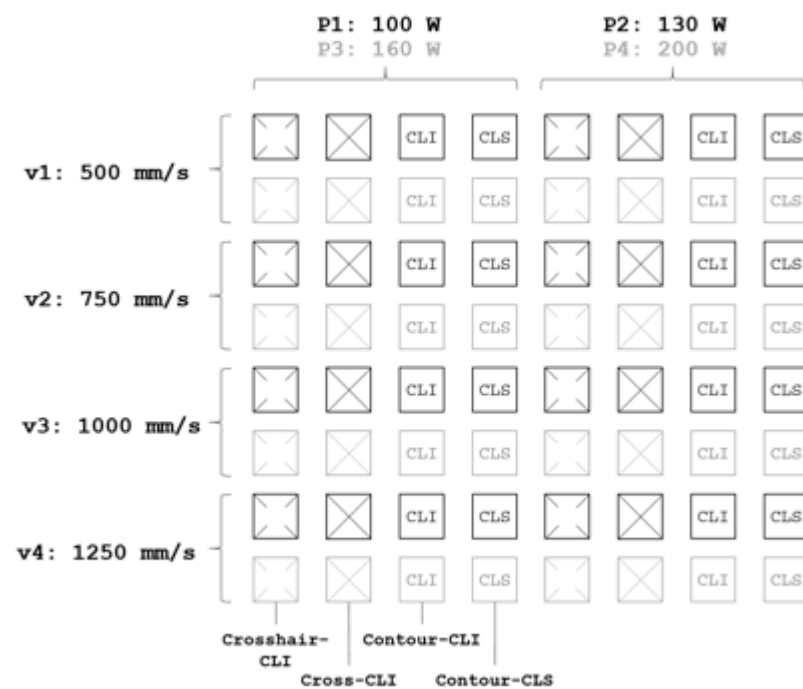 P1: 100 W P2: 130 W
P3: 160 W P4: 200 W
CLI CLS CLI CLS
v1: 500 mm/s
CLI CLS CLI CLS
CLI CLS CLI CLS
v2: 750 mm/s
CLI CLS CLI CLS
CLI CLS CLI CLS
v3: 1000 mm/s
CLI CLS CLI CLS
CLI CLS CLI CLS
v4: 1250 mm/s
CLI CLS CLI CLS
Crosshair-
CLI
Contour-CLI
Cross-CLI
Contour-CLS